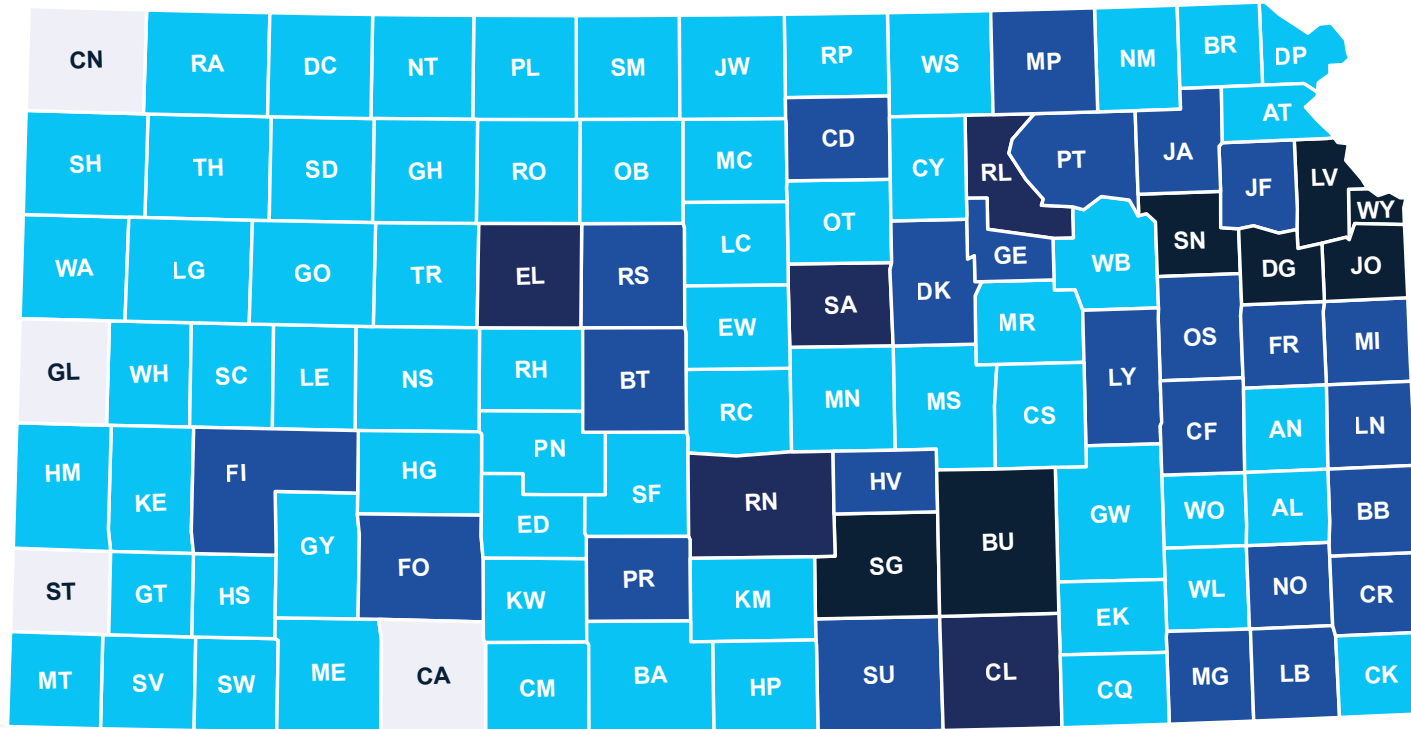 CN RA DC NT PL SM JW RP WS MP NM BR DP
CD AT
SH TH SD GH RO OB MC CY RL PT JA JF LV
WY
WA LG GO TR EL RS LC OT DK GE WB SN DG JO
SA
GL WH SC LE NS RH BT EW MR LY OS FR MI
RC MN MS CS CF AN LN
HM KE FI HG PN SF RN HV GW WO AL BB
GY ED SG BU
ST GT HS FO KW PR KM EK WL NO CR
MT SV SW ME CA CM BA HP SU CL CQ MG LB CK